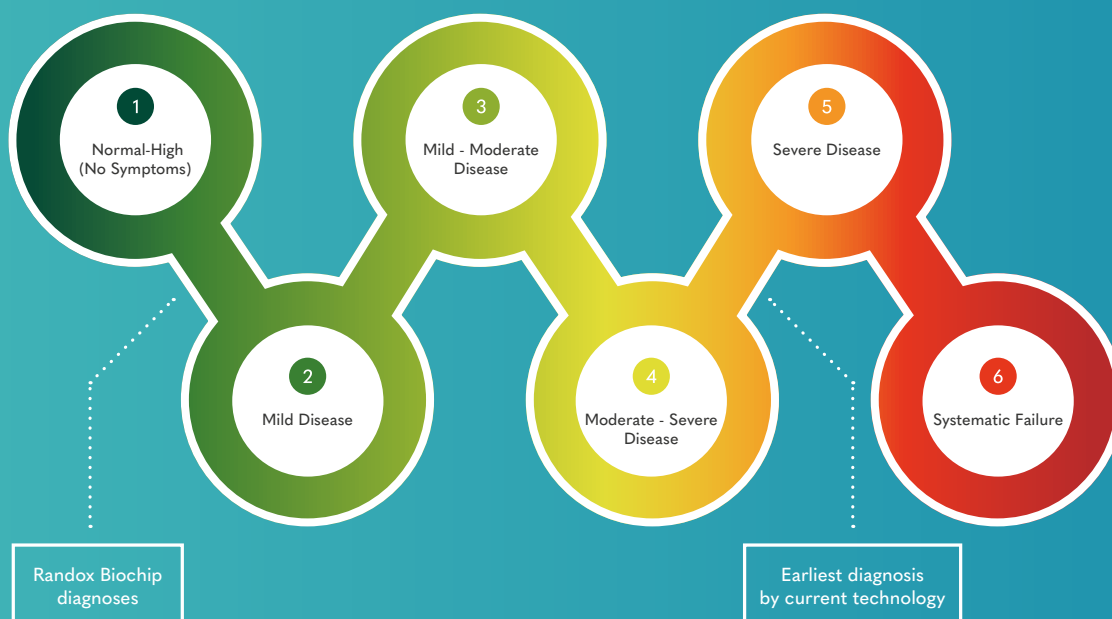 1
Normal-High
(No Symptoms)
3
Mild - Moderate
Disease
5
Severe Disease
2
Mild Disease
4
Moderate - Severe
Disease
6
Systematic Failure
Randox Biochip
diagnoses
Earliest diagnosis
by current technology